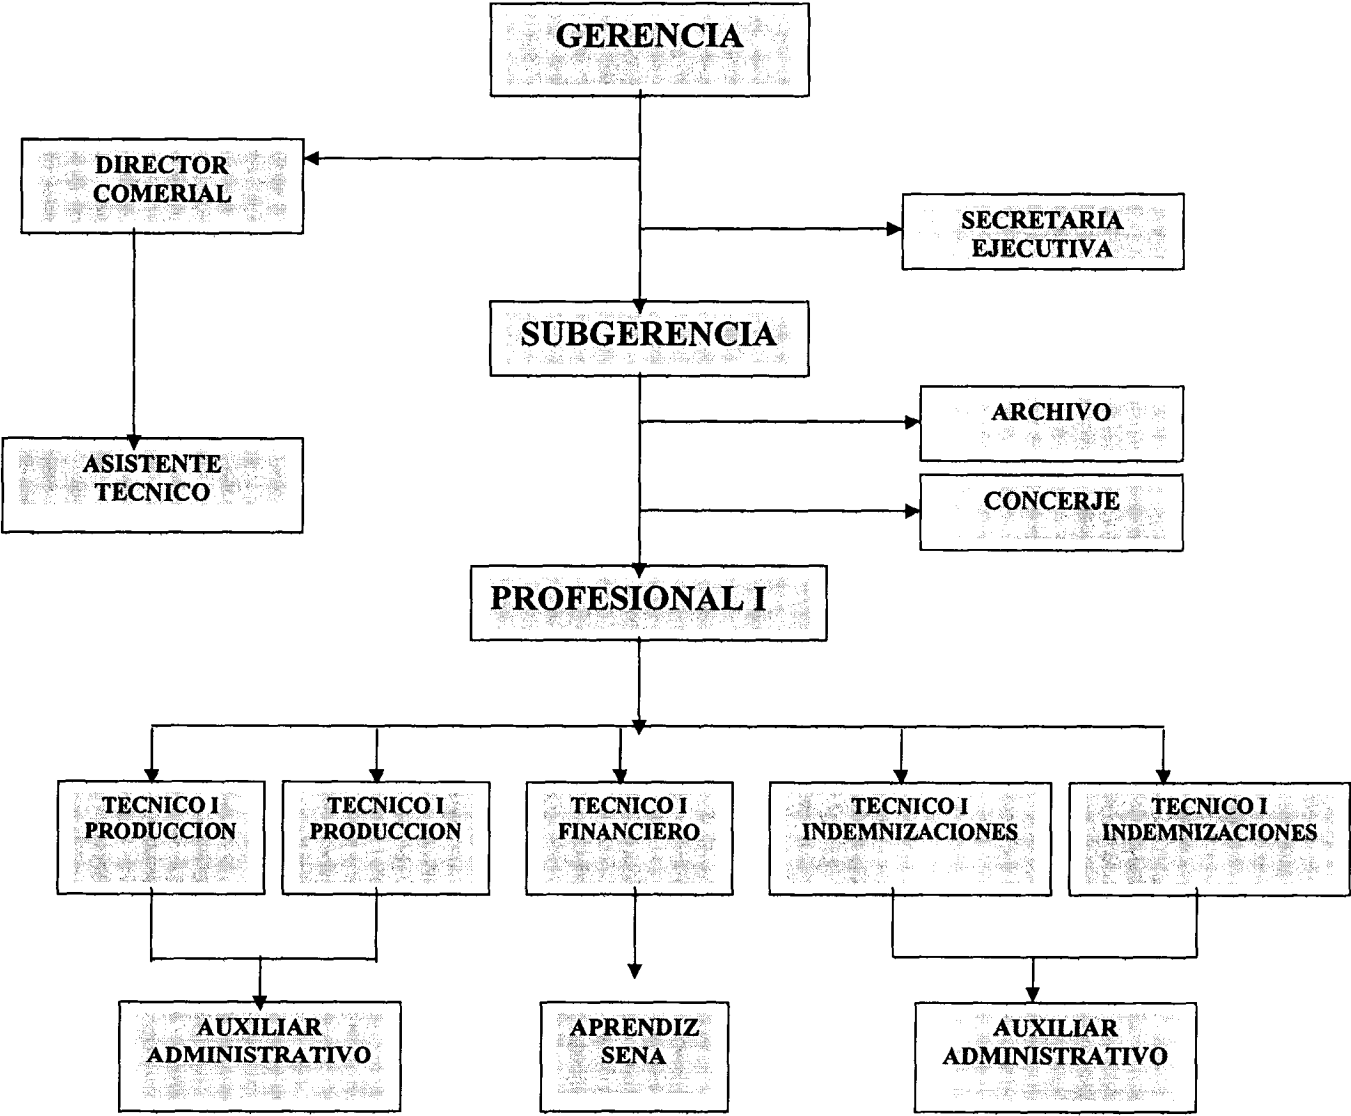 GERENCIA
DIRECTOR
COMERIAL
SECRETARIA
EJECUTIVA
SUBGERENCIA
ARCHIVO
ASISTENTE
TECNICO
CONCERJE
PROFESIONAL I
TECNICO I
PRODUCCION
TECNICO I
PRODUCCION
TECNICO I
FINANCIERO
TECNICO I
INDEMNIZACIONES
TECNICO I
INDEMNIZACIONES
AUXILIAR
ADMINISTRATIVO
APRENDIZ
SENA
AUXILIAR
ADMINISTRATIVO